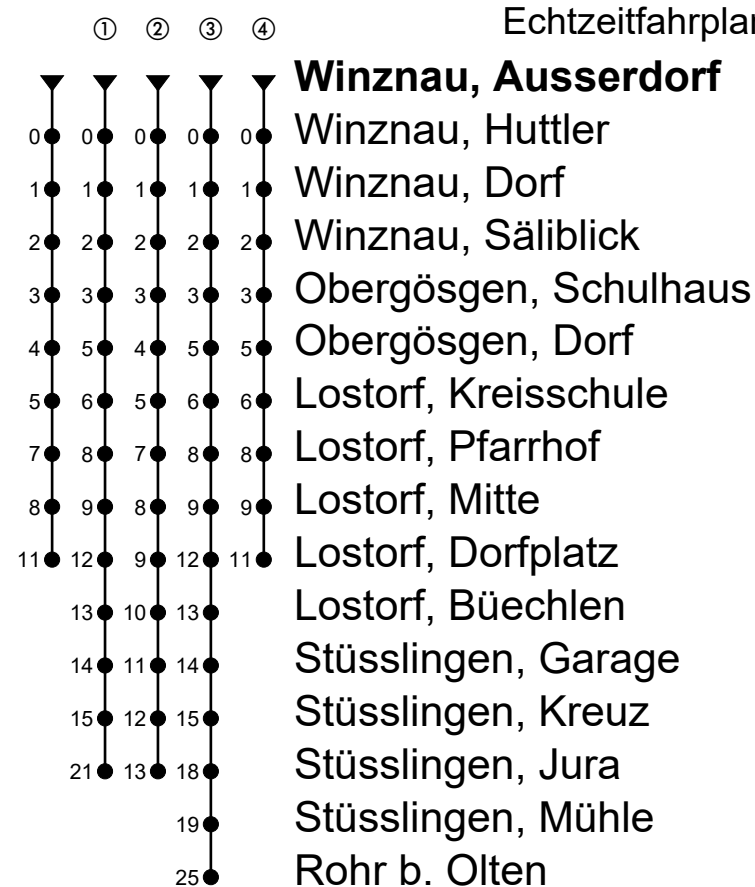 Echtzeitfahrplan
① ② ③ ④
Winznau, Ausserdorf
0 0 0 0 0 Winznau, Huttler
1 1 1 1 1 Winznau, Dorf
2 2 2 2 2 Winznau, Säliblick
3 3 3 3 3 Obergösgen, Schulhaus
4 5 4 5 5 Obergösgen, Dorf
5 6 5 6 6 Lostorf, Kreisschule
7 8 7 8 8 Lostorf, Pfarrhof
8 9 8 9 9 Lostorf, Mitte
11 12 9 12 11 Lostorf, Dorfplatz
13 10 13 Lostorf, Büechlen
14 11 14 Stüsslingen, Garage
15 12 15 Stüsslingen, Kreuz
21 13 18 Stüsslingen, Jura
19 Stüsslingen, Mühle
25 Rohr b. Olten